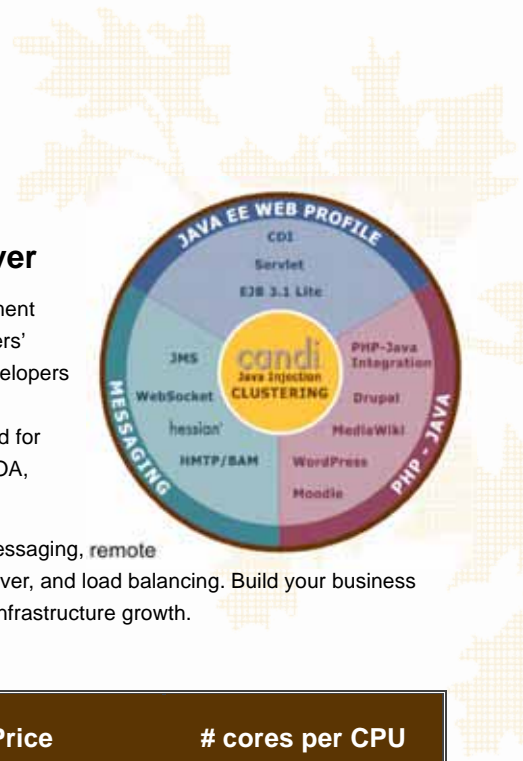 JAVA EE WEB PROFILE
CDI
Servlet
EJB 3.1 Lite
JMS
WebSocket
hessian
HMTP/BAM
MESSAGING
candi
Java Injection
CLUSTERING
PHP-Java
Integration
Drupal
MediaWiki
WordPress
Moodle
PHP - JAVA
ver
ment
ers’
velopers
d for
OA,
essaging, remote
ver, and load balancing. Build your business
nfrastructure growth.
Price # cores per CPU